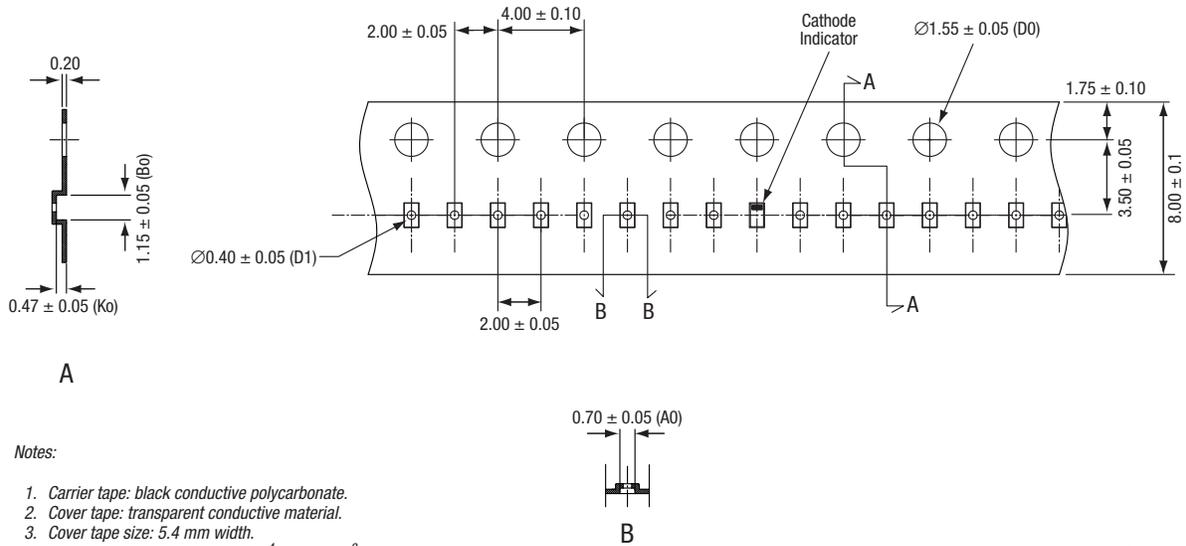 4.00 ± 0.10
2.00 ± 0.05
Cathode
Indicator
∅1.55 ± 0.05 (D0)
0.20
A
1.75 ± 0.10
1.15 ± 0.05 (Bo)
3.50 ± 0.05
8.00 ± 0.1
∅0.40 ± 0.05 (D1)
0.47 ± 0.05 (Ko)
B
B
A
2.00 ± 0.05
A
0.70 ± 0.05 (A0)
Notes:
1. Carrier tape: black conductive polycarbonate.
2. Cover tape: transparent conductive material.
3. Cover tape size: 5.4 mm width.
B